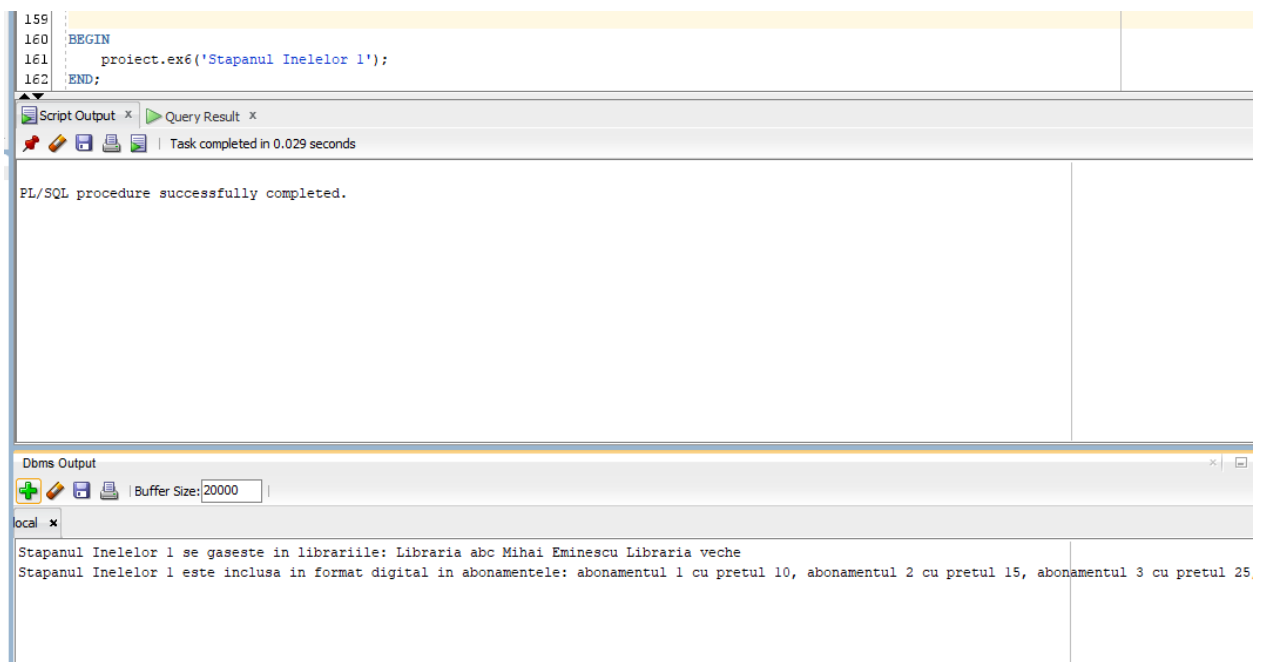 159
160 BEGIN
161 proiect.ex6('Stapanul Inelelor 1');
162 END;
Script Output x Query Result x
Task completed in 0.029 seconds
PL/SQL procedure successfully completed.
Dbms Output
Buffer Size: 20000
local x
Stapanul Inelelor 1 se gaseste in librariile: Libraria abc Mihai Eminescu Libraria veche
Stapanul Inelelor 1 este inclusa in format digital in abonamentele: abonamentul 1 cu pretul 10, abonamentul 2 cu pretul 15, abonamentul 3 cu pretul 25,